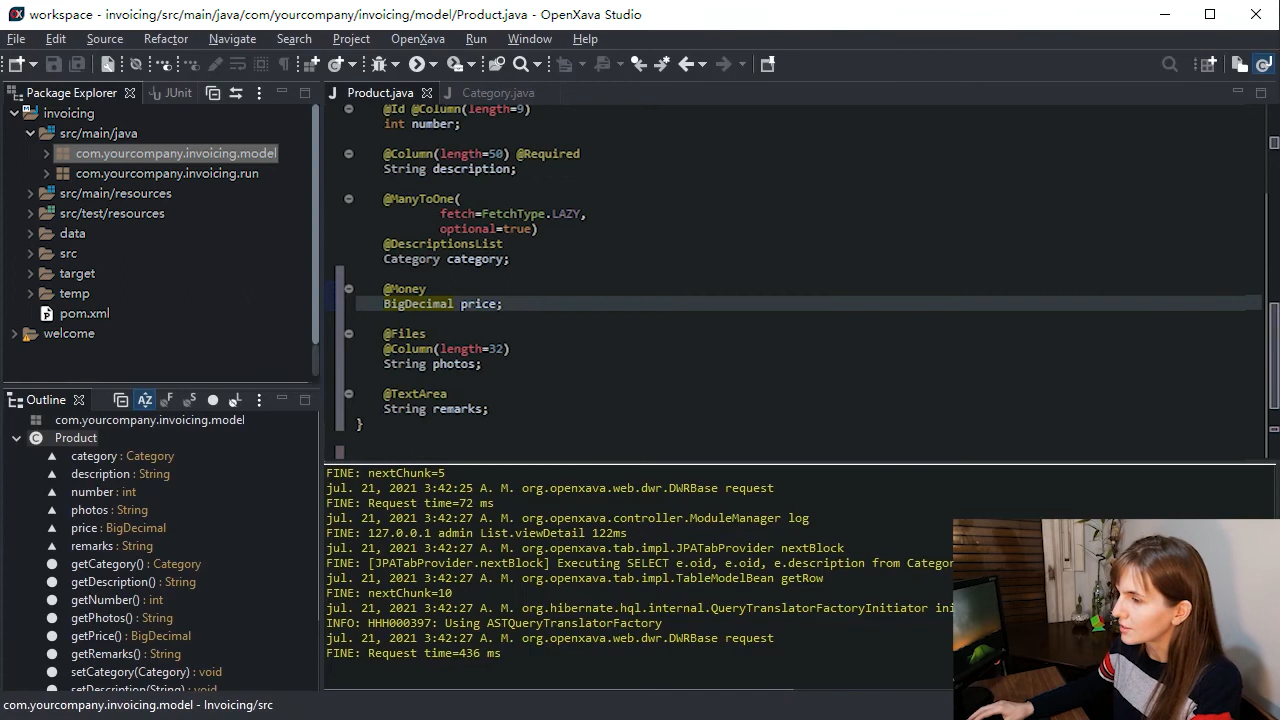 workspace - invoicing/src/main/java/com/yourcompany/invoicing/model/Product.java - OpenXava Studio
File Edit Source Refactor Navigate Search Project OpenXava Run Window Help
Package Explorer JUnit
invoicing
src/main/java
com.yourcompany.invoicing.model
com.yourcompany.invoicing.run
src/main/resources
src/test/resources
data
src
target
temp
pom.xml
welcome
Outline
com.yourcompany.invoicing.model
Product
category : Category
description : String
number : int
photos : String
price : BigDecimal
remarks : String
getCategory() : Category
getDescription() : String
getNumber() : int
getPhotos() : String
getPrice() : BigDecimal
getRemarks() : String
setCategory(Category) : void
setDescription(String) : void
Product.java Category.java
@Id @Column(length=9)
int number;
@Column(length=50) @Required
String description;
@ManyToOne(
fetch=FetchType.LAZY,
optional=true)
@DescriptionsList
Category category;
@Money
BigDecimal price;
@Files
@Column(length=32)
String photos;
@TextArea
String remarks;
}
FINE: nextChunk=5
jul. 21, 2021 3:42:25 A. M. org.openxava.web.dwr.DWRBase request
FINE: Request time=72 ms
jul. 21, 2021 3:42:27 A. M. org.openxava.controller.ModuleManager log
FINE: 127.0.0.1 admin List.viewDetail 122ms
jul. 21, 2021 3:42:27 A. M. org.openxava.tab.impl.JPATabProvider nextBlock
FINE: [JPATabProvider.nextBlock] Executing SELECT e.oid, e.oid, e.description from Categor
jul. 21, 2021 3:42:27 A. M. org.openxava.tab.impl.TableModelBean getRow
FINE: nextChunk=10
jul. 21, 2021 3:42:27 A. M. org.hibernate.hql.internal.QueryTranslatorFactoryInitiator ini
INFO: HHH000397: Using ASTQueryTranslatorFactory
jul. 21, 2021 3:42:27 A. M. org.openxava.web.dwr.DWRBase request
FINE: Request time=436 ms
com.yourcompany.invoicing.model - Invoicing/src